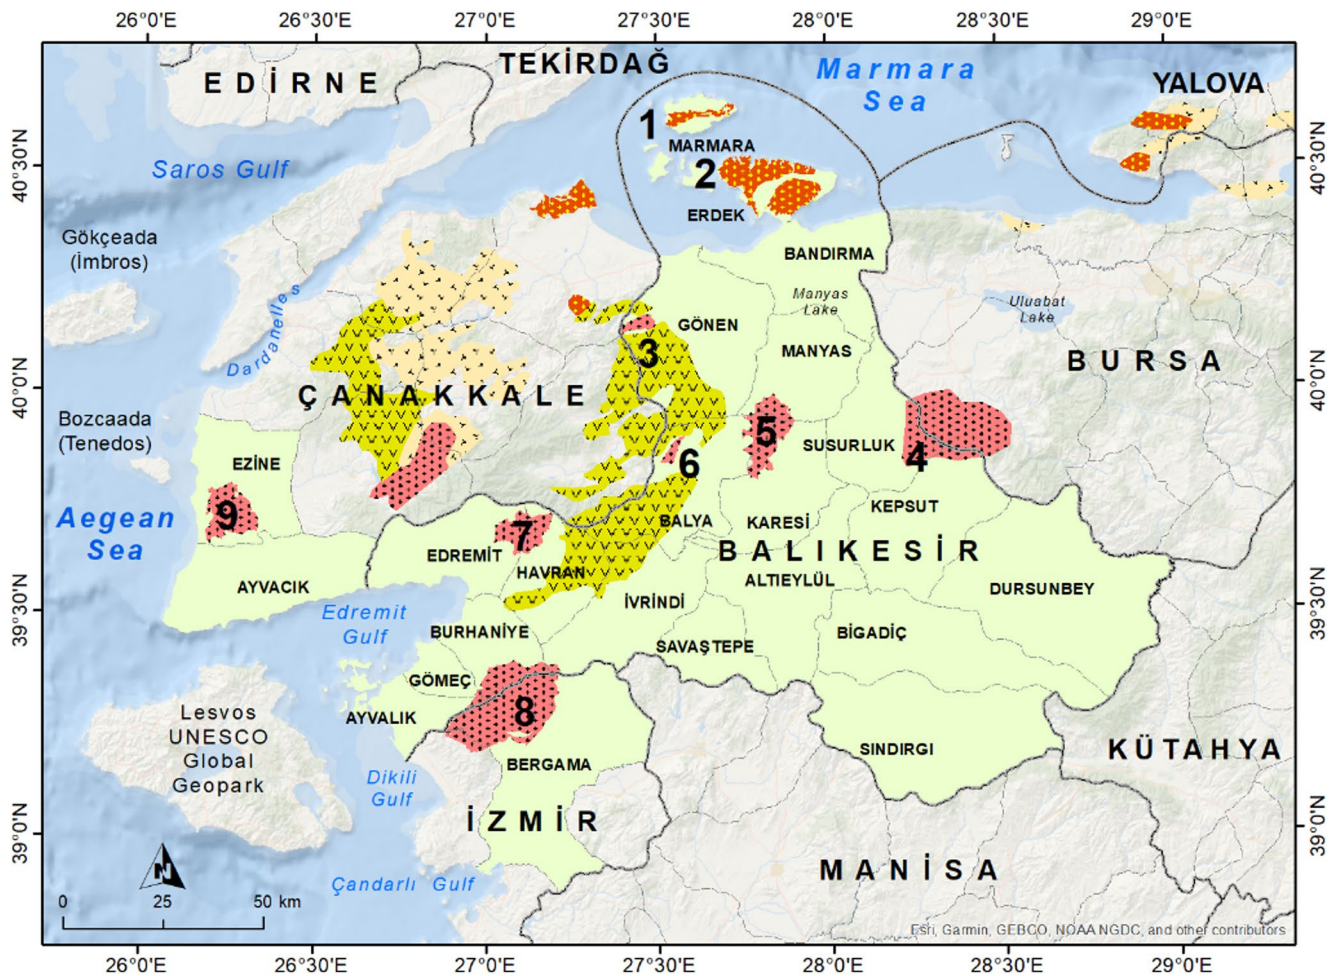 26°0'E 26°30'E 27°0'E 27°30'E 28°0'E 28°30'E 29°0'E
EDİRNE
TEKİRDAĞ
Marmara
Sea
YALOVA
40°30'N
40°30'N
1
MARMARA
2
ERDEK
Saros Gulf
Gökçeada
(İmbros)
BANDIRMA
Dardanelles
Manyas
Lake
Uluabat
Lake
GÖNEN
3
MANYAS
BURSA
40°0'N
40°0'N
ÇANAKKALE
Bozcaada
(Tenedos)
5
SUSURLUK
4
EZİNE
6
9
Aegean
Sea
7
BALYA
KARESİ
KEPSUT
EDREMİT
HAVRAN
BALIKESİR
AYVACIK
ALTIEYLÜL
DURSUNBEY
39°30'N
39°30'N
Edremit
Gulf
İVRİNDİ
BURHANİYE
SAVAŞTEPE
BİGADİÇ
GÖMEÇ
AYVALIK
8
Lesvos
UNESCO
Global
Geopark
SINDIRGI
KÜTAHYA
BERGAMA
Dikili
Gulf
İZMİR
39°0'N
39°0'N
N
MANİSA
Çandarlı Gulf
0 25 50 km
Esri, Garmin, GEBCO, NOAA NGDC, and other contributors
26°0'E 26°30'E 27°0'E 27°30'E 28°0'E 28°30'E 29°0'E